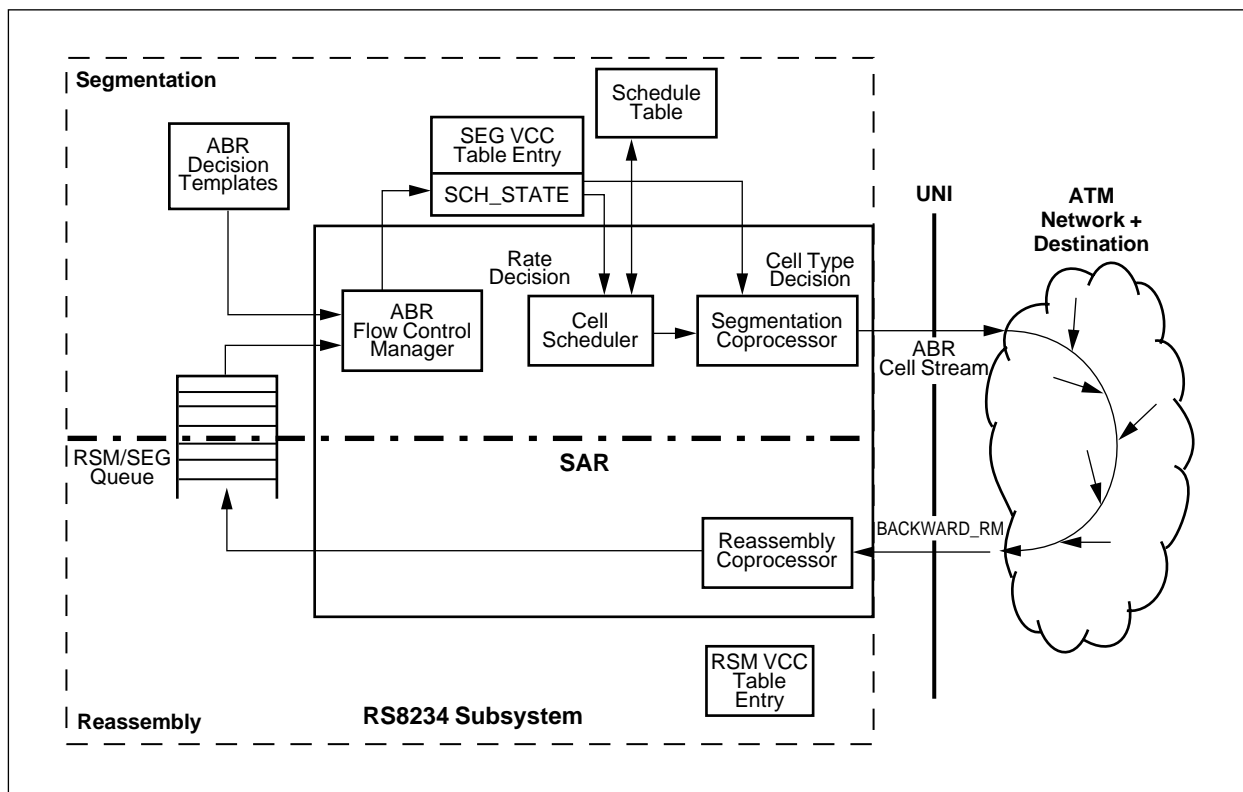 Segmentation
Schedule
Table
ABR
Decision
Templates
SEG VCC
Table Entry
SCH_STATE
UNI
ATM
Network +
Destination
Rate
Decision
Cell Type
Decision
ABR
Flow Control
Manager
Cell
Scheduler
Segmentation
Coprocessor
ABR
Cell Stream
RSM/SEG
Queue
SAR
BACKWARD_RM
Reassembly
Coprocessor
RSM VCC
Table
Entry
Reassembly
RS8234 Subsystem